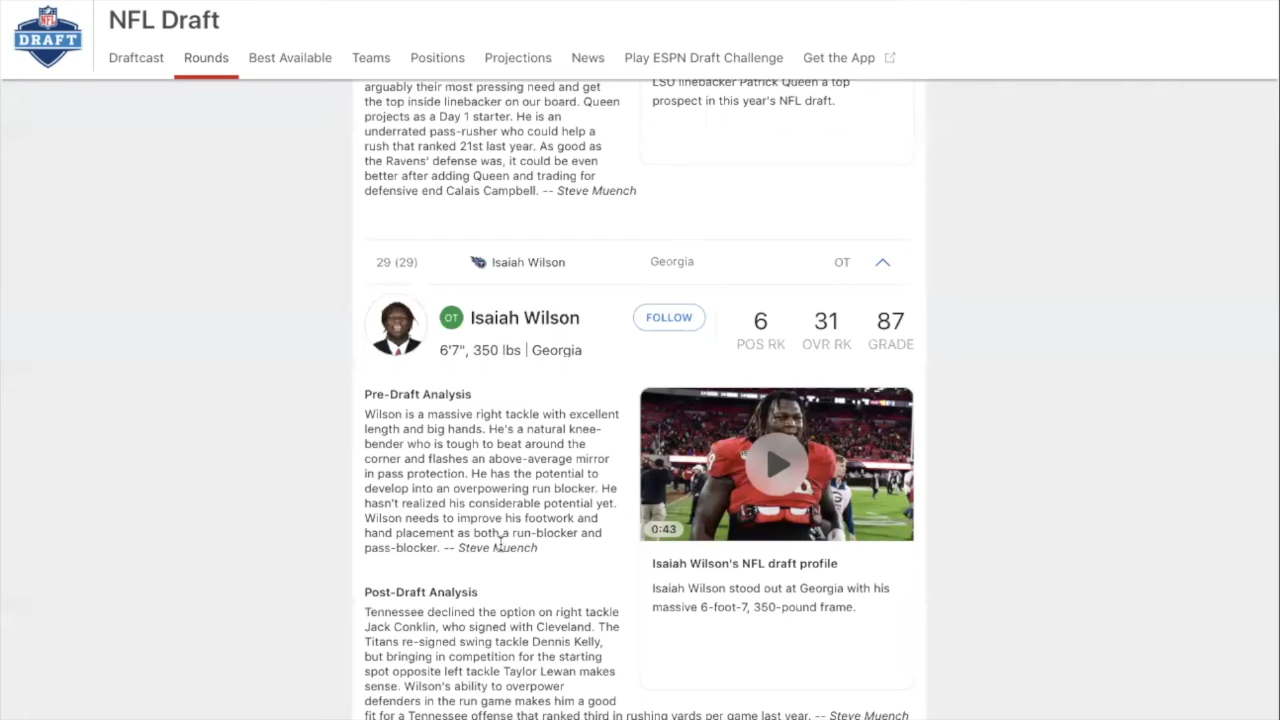 NFL
DRAFT
NFL Draft
Draftcast Rounds Best Available Teams Positions Projections News Play ESPN Draft Challenge Get the App
arguably their most pressing need and get
the top inside linebacker on our board. Queen
projects as a Day 1 starter. He is an
underrated pass-rusher who could help a
rush that ranked 21st last year. As good as
the Ravens' defense was, it could be even
better after adding Queen and trading for
defensive end Calais Campbell. -- Steve Muench
LSU linebacker Patrick Queen a top
prospect in this year's NFL draft.
29 (29) Isaiah Wilson Georgia OT
OT Isaiah Wilson FOLLOW 6 31 87
6'7", 350 lbs | Georgia POS RK OVR RK GRADE
Pre-Draft Analysis
Wilson is a massive right tackle with excellent
length and big hands. He's a natural knee-
bender who is tough to beat around the
corner and flashes an above-average mirror
in pass protection. He has the potential to
develop into an overpowering run blocker. He
hasn't realized his considerable potential yet.
Wilson needs to improve his footwork and
hand placement as both a run-blocker and
pass-blocker. -- Steve Muench
0:43
Isaiah Wilson's NFL draft profile
Isaiah Wilson stood out at Georgia with his
massive 6-foot-7, 350-pound frame.
Post-Draft Analysis
Tennessee declined the option on right tackle
Jack Conklin, who signed with Cleveland. The
Titans re-signed swing tackle Dennis Kelly,
but bringing in competition for the starting
spot opposite left tackle Taylor Lewan makes
sense. Wilson's ability to overpower
defenders in the run game makes him a good
fit for a Tennessee offense that ranked third in rushing yards per game last year. -- Steve Muench